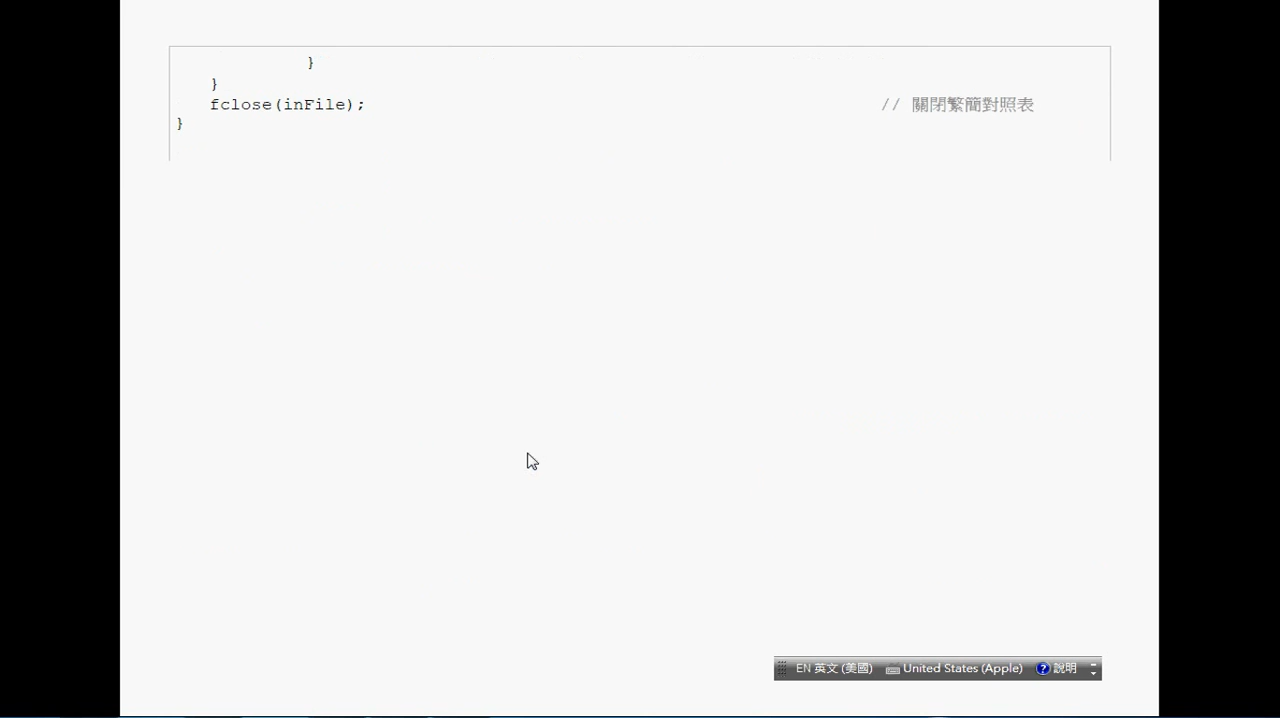 }
}
fclose(inFile); // 關閉繁簡對照表
}
EN 英文 (美國) United States (Apple) ? 說明